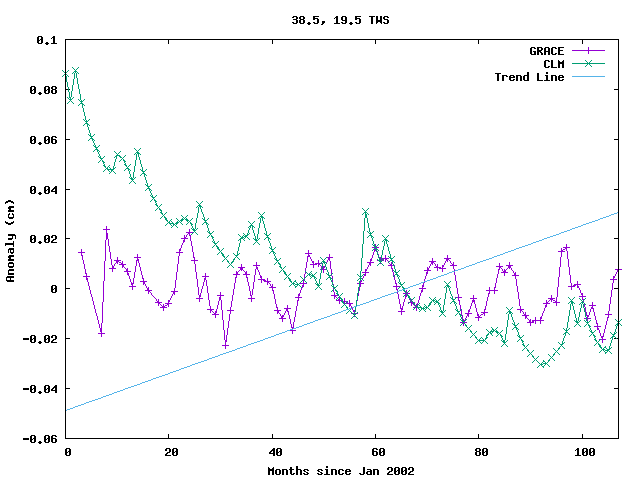 38.5, 19.5 TWS
0.1
GRACE
CLM
Trend Line
0.08
0.06
0.04
0.02
0
-0.02
-0.04
-0.06
Anomaly (cm)
0 20 40 60 80 100
Months since Jan 2002